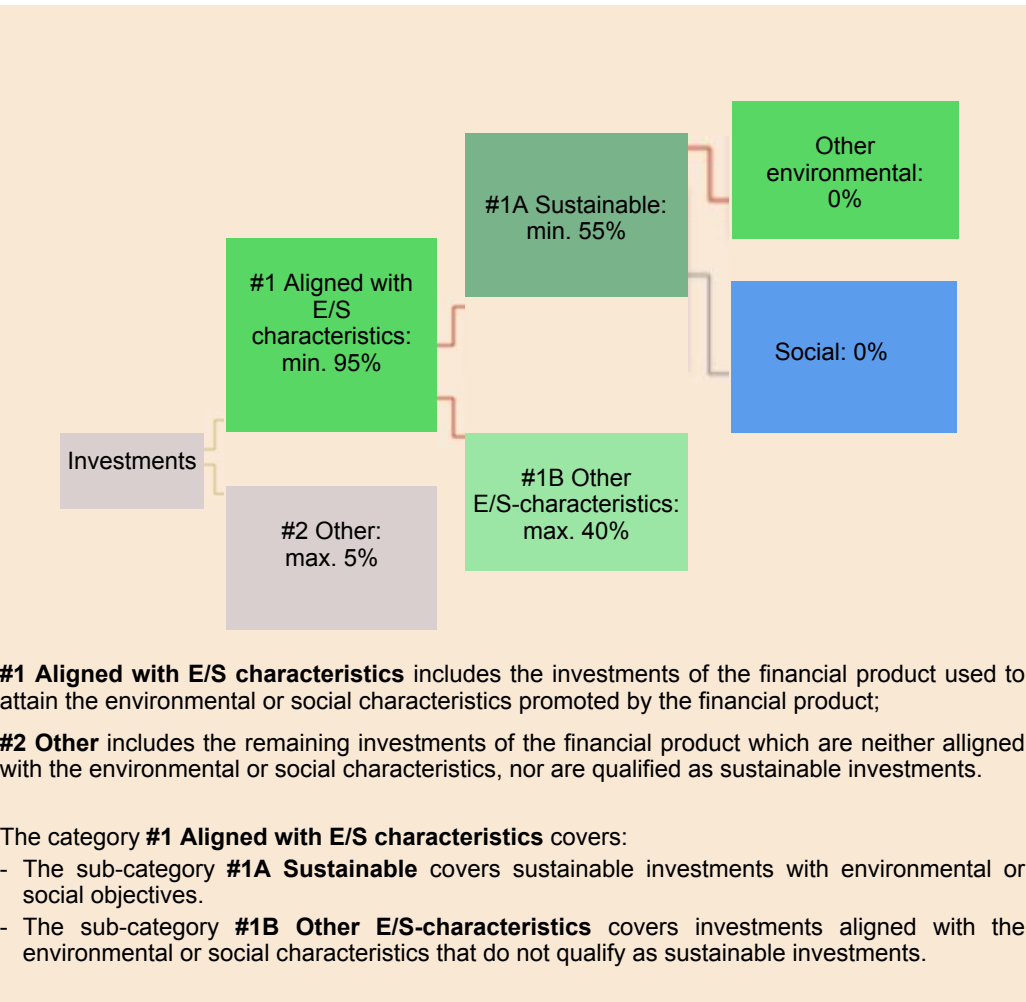 Other
environmental:
0%
#1A Sustainable:
min. 55%
#1 Aligned with
E/S
characteristics:
min. 95%
Social: 0%
Investments
#1B Other
E/S-characteristics:
max. 40%
#2 Other:
max. 5%
#1 Aligned with E/S characteristics includes the investments of the financial product used to
attain the environmental or social characteristics promoted by the financial product;
#2 Other includes the remaining investments of the financial product which are neither alligned
with the environmental or social characteristics, nor are qualified as sustainable investments.
The category #1 Aligned with E/S characteristics covers:
- The sub-category #1A Sustainable covers sustainable investments with environmental or
social objectives.
- The sub-category #1B Other E/S-characteristics covers investments aligned with the
environmental or social characteristics that do not qualify as sustainable investments.